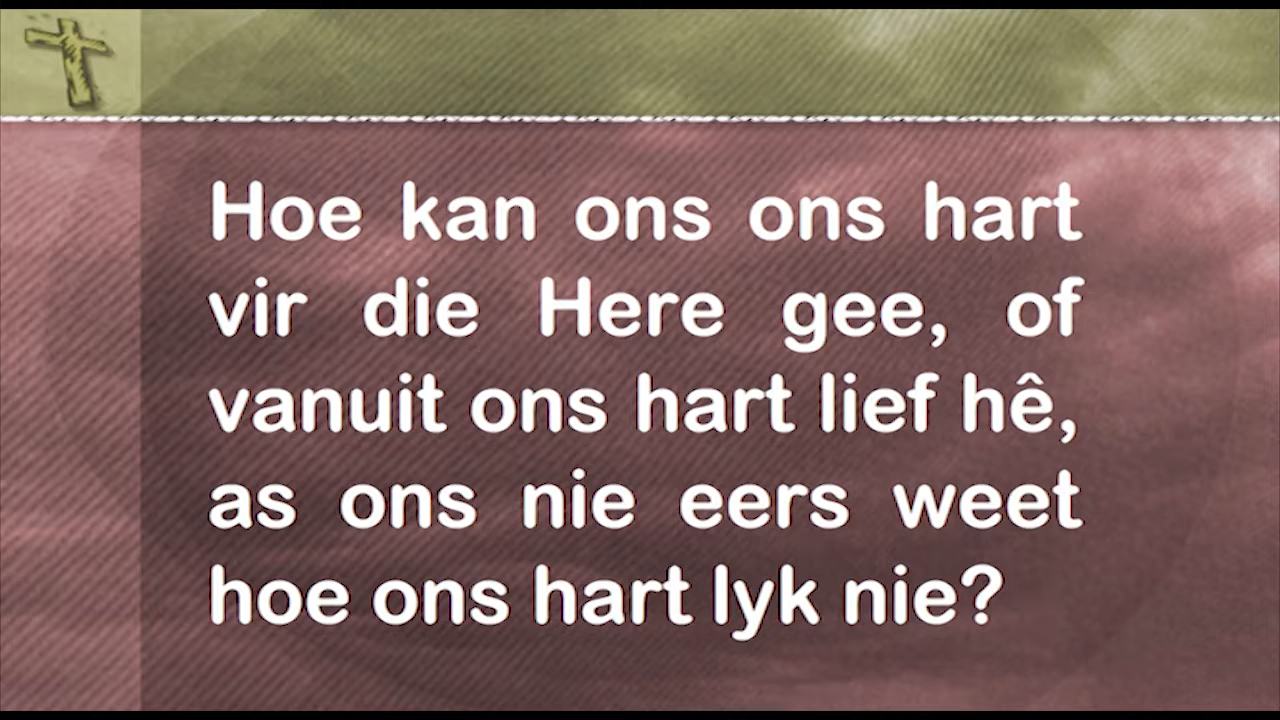 Hoe kan ons ons hart
vir die Here gee, of
vanuit ons hart lief hê,
as ons nie eers weet
hoe ons hart lyk nie?